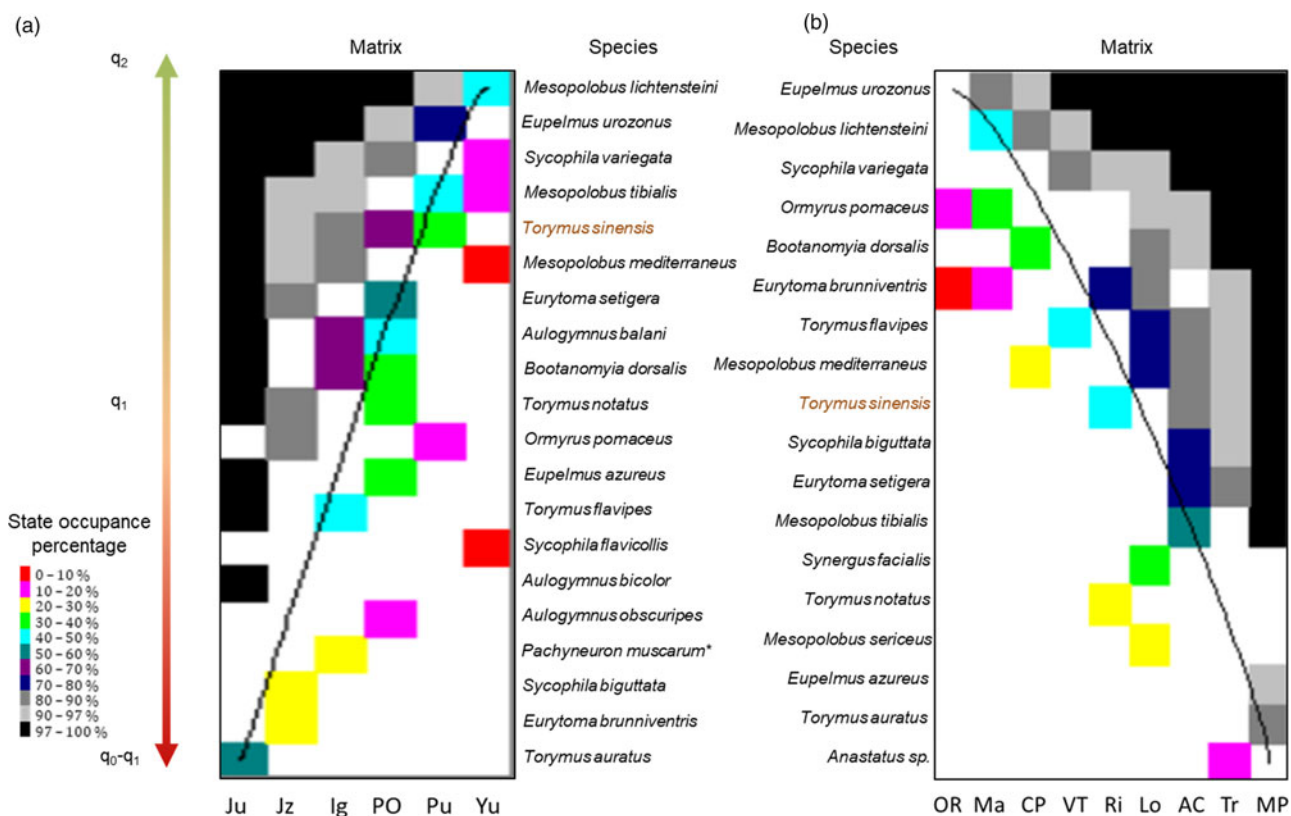 (a)
(b)
Matrix
Species
Species
Matrix
q2
q1
q0-q1
State occupance
percentage
0 – 10 %
10 – 20 %
20 – 30 %
30 – 40 %
40 – 50 %
50 – 60 %
60 – 70 %
70 – 80 %
80 – 90 %
90 – 97 %
97 – 100 %
Mesopolobus lichtensteini
Eupelmus urozonus
Sycophila variegata
Mesopolobus tibialis
Torymus sinensis
Mesopolobus mediterraneus
Eurytoma setigera
Aulogymnus balani
Bootanomyia dorsalis
Torymus notatus
Ormyrus pomaceus
Eupelmus azureus
Torymus flavipes
Sycophila flavicollis
Aulogymnus bicolor
Aulogymnus obscuripes
Pachyneuron muscarum*
Sycophila biguttata
Eurytoma brunniventris
Torymus auratus
Ju Jz Ig PO Pu Yu
Eupelmus urozonus
Mesopolobus lichtensteini
Sycophila variegata
Ormyrus pomaceus
Bootanomyia dorsalis
Eurytoma brunniventris
Torymus flavipes
Mesopolobus mediterraneus
Torymus sinensis
Sycophila biguttata
Eurytoma setigera
Mesopolobus tibialis
Synergus facialis
Torymus notatus
Mesopolobus sericeus
Eupelmus azureus
Torymus auratus
Anastatus sp.
OR Ma CP VT Ri Lo AC Tr MP